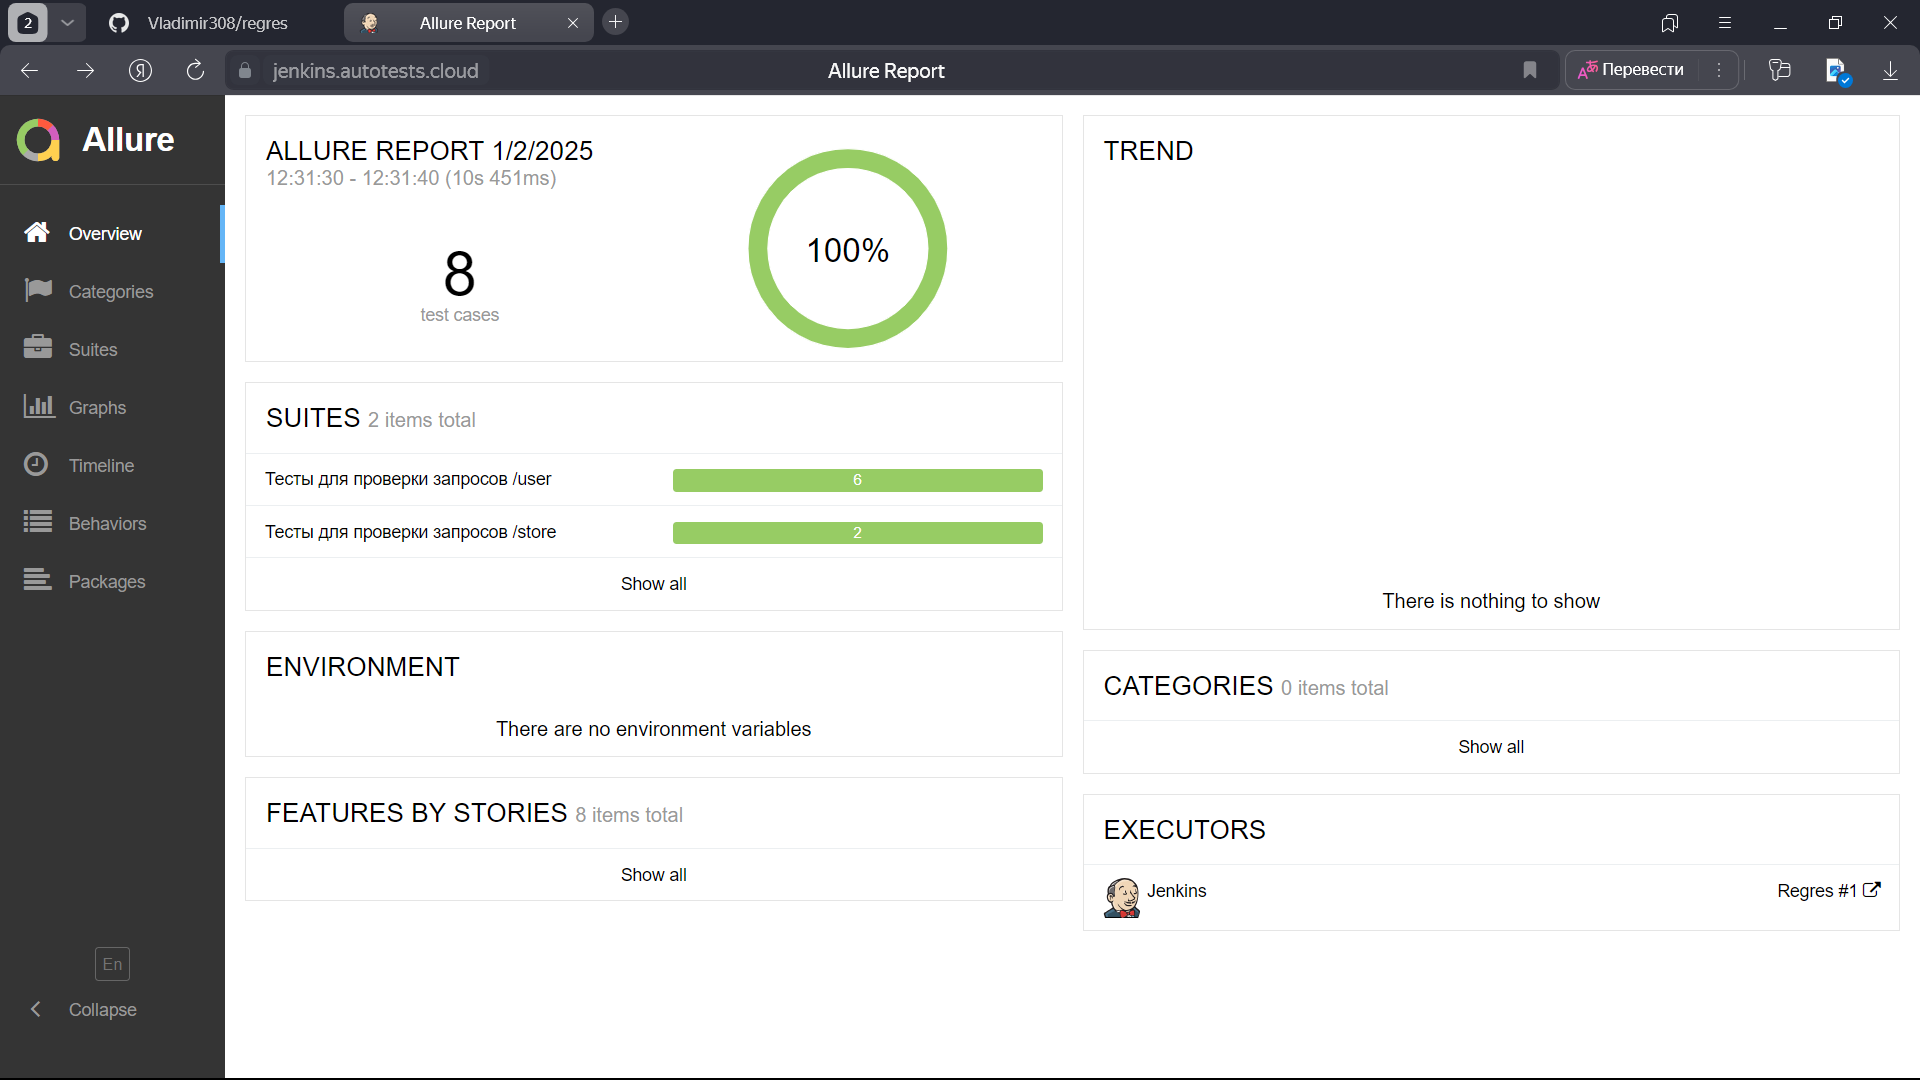 2
Vladimir308/regres
Allure Report
Я
jenkins.autotests.cloud
Allure Report
Aあ Перевести
Allure
Overview
Categories
Suites
Graphs
Timeline
Behaviors
Packages
En
Collapse
ALLURE REPORT 1/2/2025
12:31:30 - 12:31:40 (10s 451ms)
8
test cases
100%
SUITES 2 items total
Тесты для проверки запросов /user 6
Тесты для проверки запросов /store 2
Show all
ENVIRONMENT
There are no environment variables
FEATURES BY STORIES 8 items total
Show all
TREND
There is nothing to show
CATEGORIES 0 items total
Show all
EXECUTORS
Jenkins Regres #1